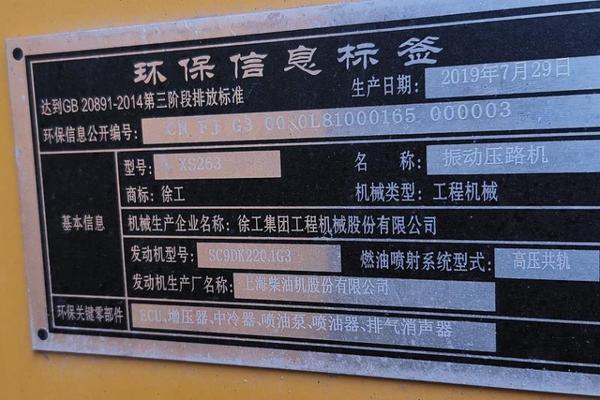 环保信息标签
达到GB 20891-2014第三阶段排放标准 生产日期: 2019年7月29日
环保信息公开编号: CN FJ G3 00 0L81000165 000003
基本信息
型号: XS263 名 称: 振动压路机
商标: 徐工 机械类型: 工程机械
机械生产企业名称: 徐工集团工程机械股份有限公司
发动机型号: SC9DK220.1G3 燃油喷射系统型式: 高压共轨
发动机生产厂名称: 上海柴油机股份有限公司
环保关键零部件 ECU、增压器、中冷器、喷油泵、喷油器、排气消声器